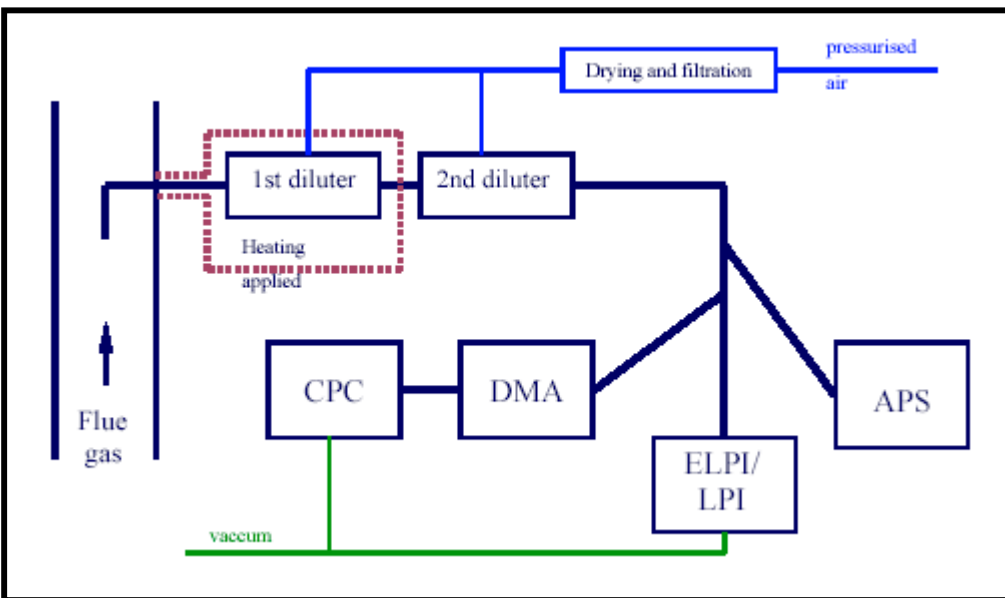 pressurised
Drying and filtration
air
1st diluter
2nd diluter
Heating
applied
CPC
DMA
APS
Flue
gas
ELPI/
LPI
vaccum